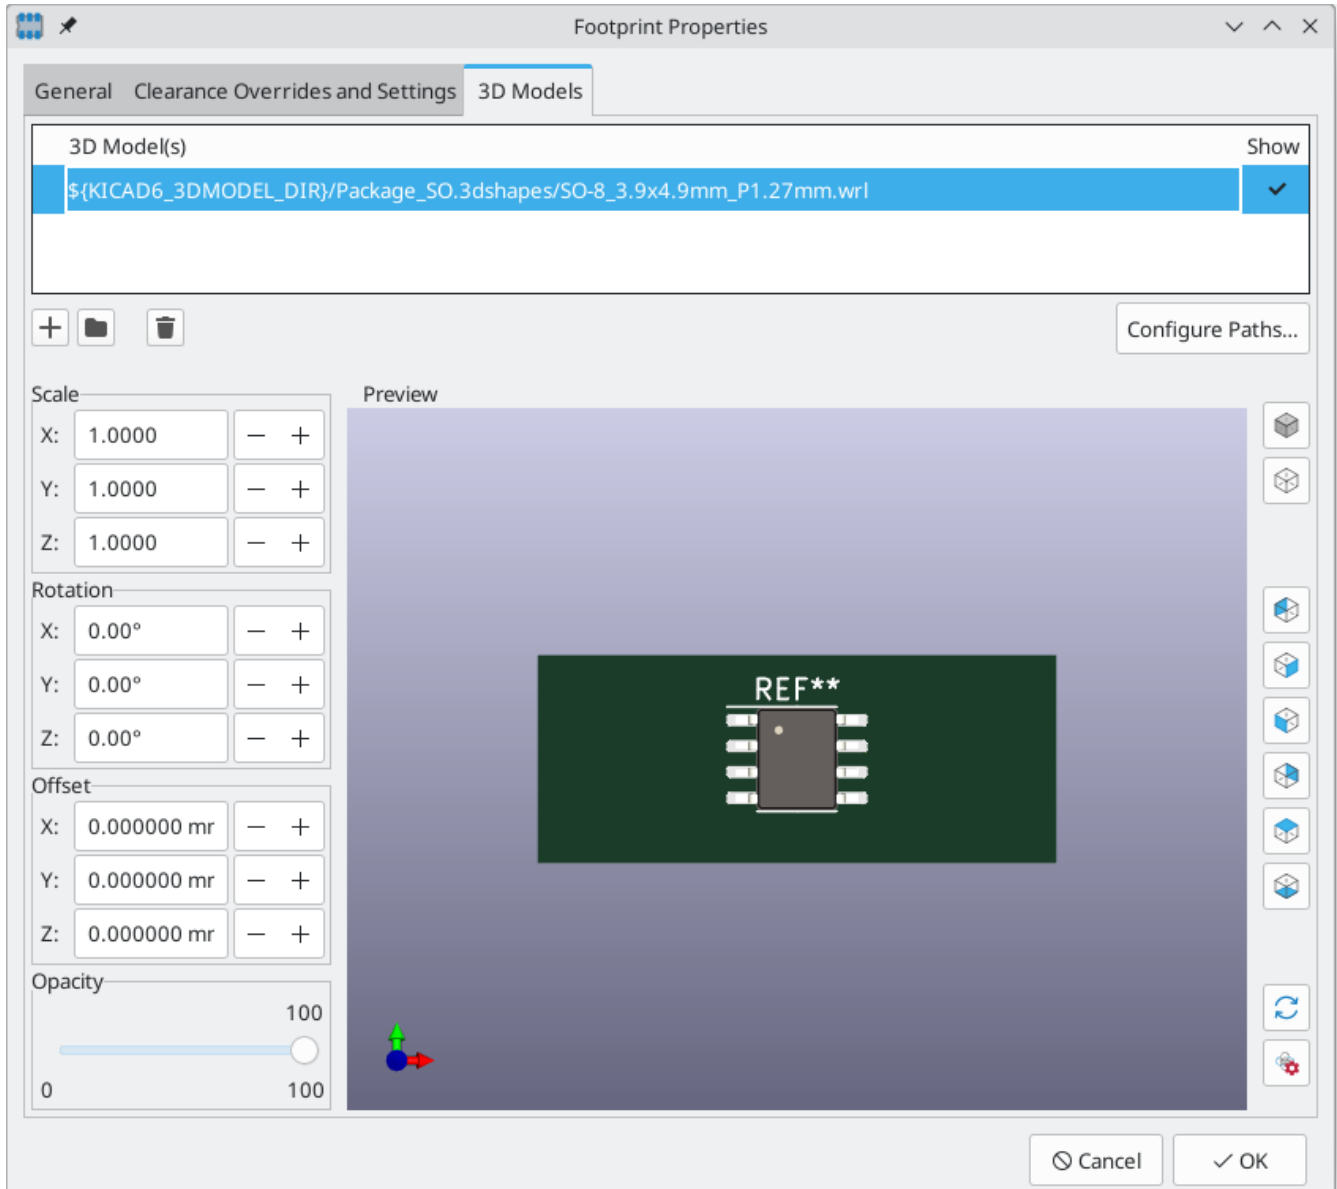 Footprint Properties
General Clearance Overrides and Settings 3D Models
3D Model(s) Show
${KICAD6_3DMODEL_DIR}/Package_SO.3dshapes/SO-8_3.9x4.9mm_P1.27mm.wrl
Configure Paths...
Scale
X: 1.0000
Y: 1.0000
Z: 1.0000
Rotation
X: 0.00°
Y: 0.00°
Z: 0.00°
Offset
X: 0.000000 mr
Y: 0.000000 mr
Z: 0.000000 mr
Opacity
100
0 100
Preview
REF**
Cancel OK